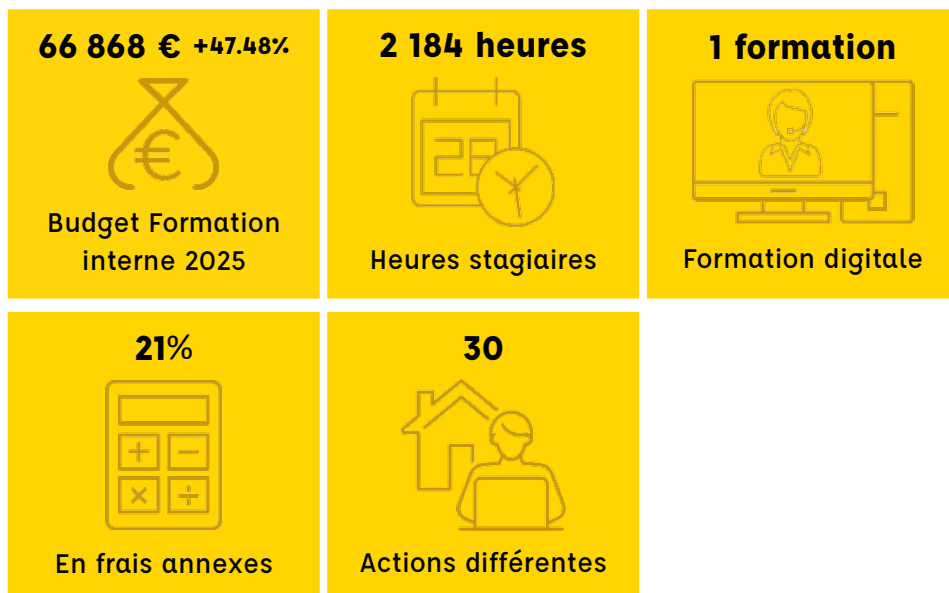 66 868 € +47.48%
€
Budget Formation
interne 2025
2 184 heures
28
Heures stagiaires
1 formation
Formation digitale
21%
+ −
× ÷
En frais annexes
30
Actions différentes